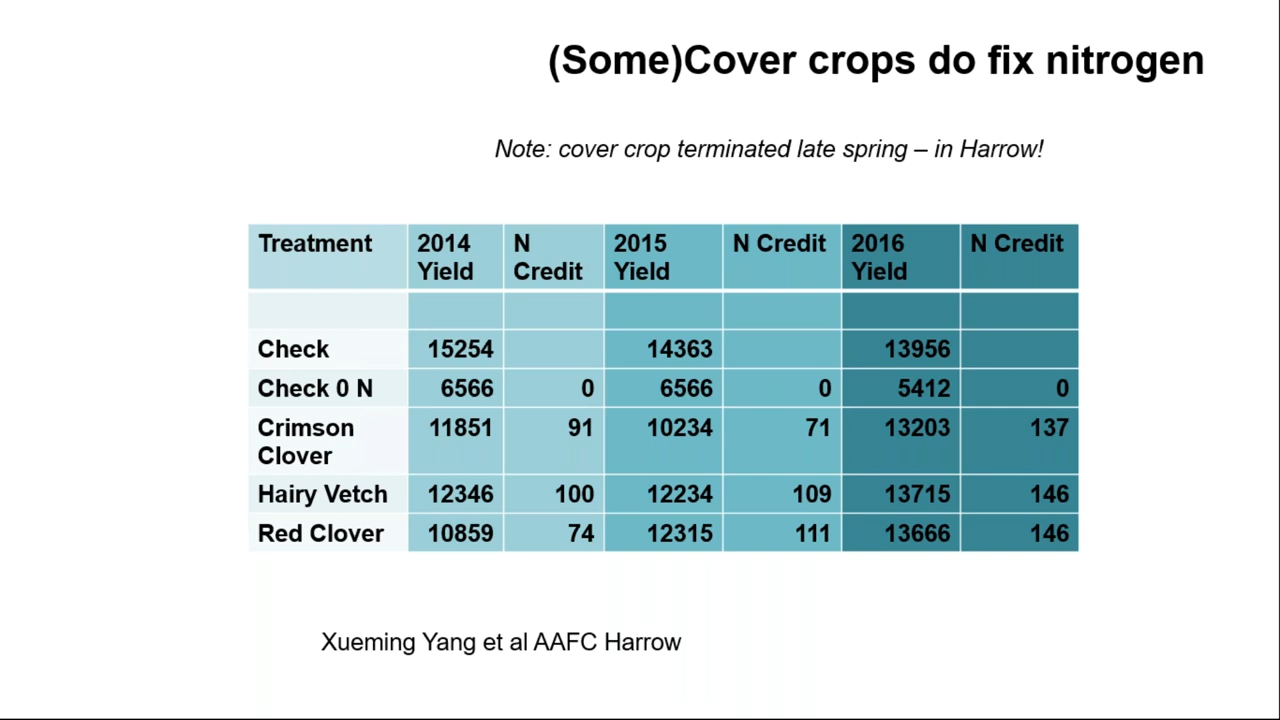 (Some)Cover crops do fix nitrogen
Note: cover crop terminated late spring – in Harrow!
Treatment 2014 Yield N Credit 2015 Yield N Credit 2016 Yield N Credit
Check 15254 14363 13956
Check 0 N 6566 0 6566 0 5412 0
Crimson Clover 11851 91 10234 71 13203 137
Hairy Vetch 12346 100 12234 109 13715 146
Red Clover 10859 74 12315 111 13666 146
Xueming Yang et al AAFC Harrow